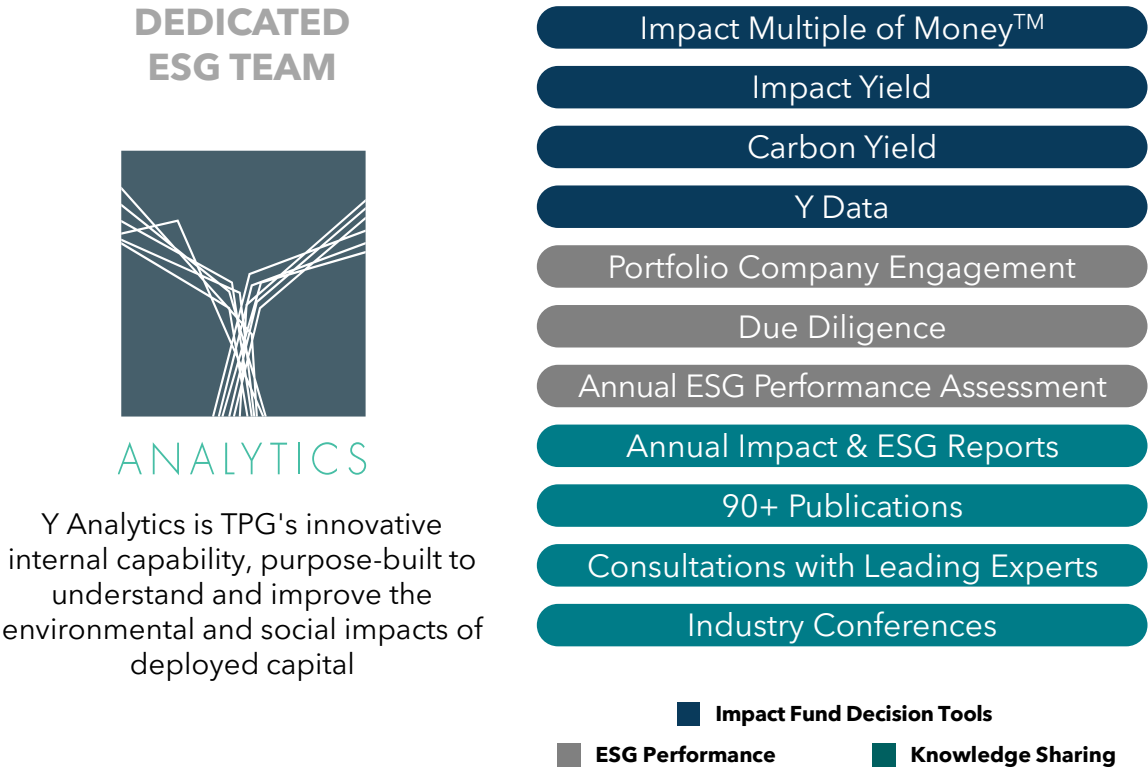 DEDICATED
ESG TEAM
ANALYTICS
Y Analytics is TPG's innovative
internal capability, purpose-built to
understand and improve the
environmental and social impacts of
deployed capital
Impact Multiple of Money™
Impact Yield
Carbon Yield
Y Data
Portfolio Company Engagement
Due Diligence
Annual ESG Performance Assessment
Annual Impact & ESG Reports
90+ Publications
Consultations with Leading Experts
Industry Conferences
Impact Fund Decision Tools
ESG Performance
Knowledge Sharing